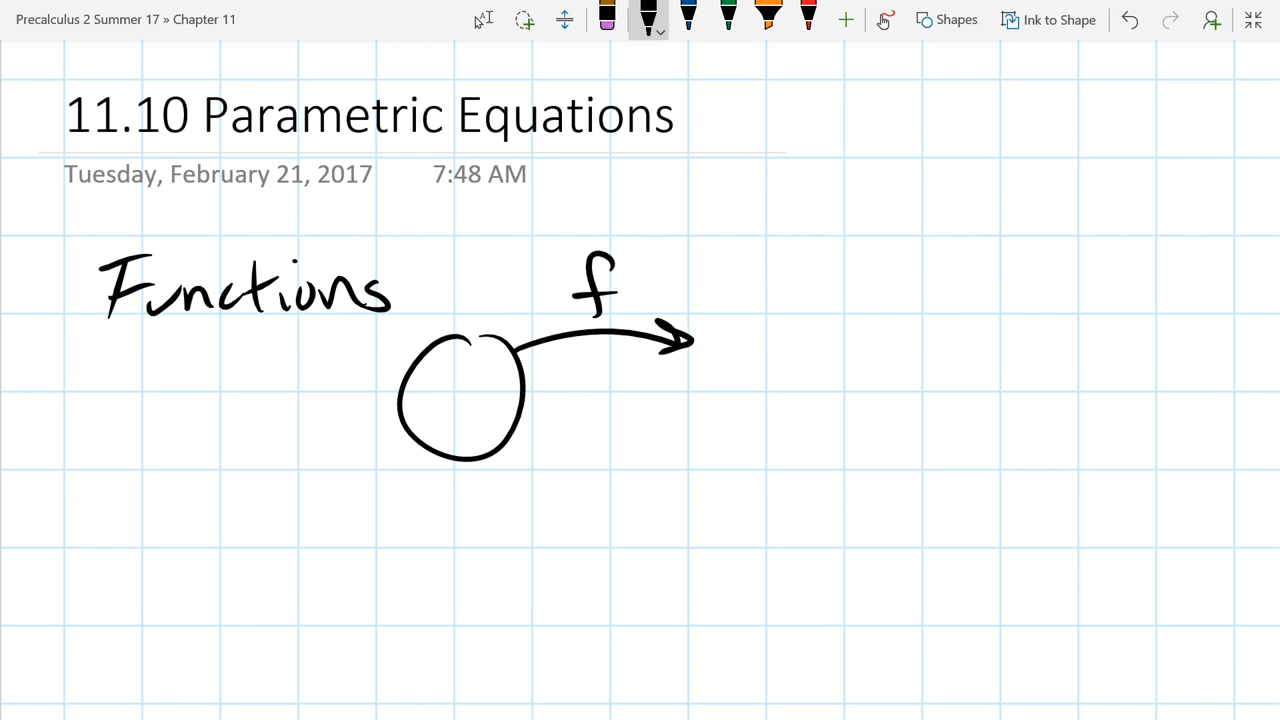 Precalculus 2 Summer 17 » Chapter 11
Shapes
Ink to Shape
11.10 Parametric Equations
Tuesday, February 21, 2017 7:48 AM
Functions
f